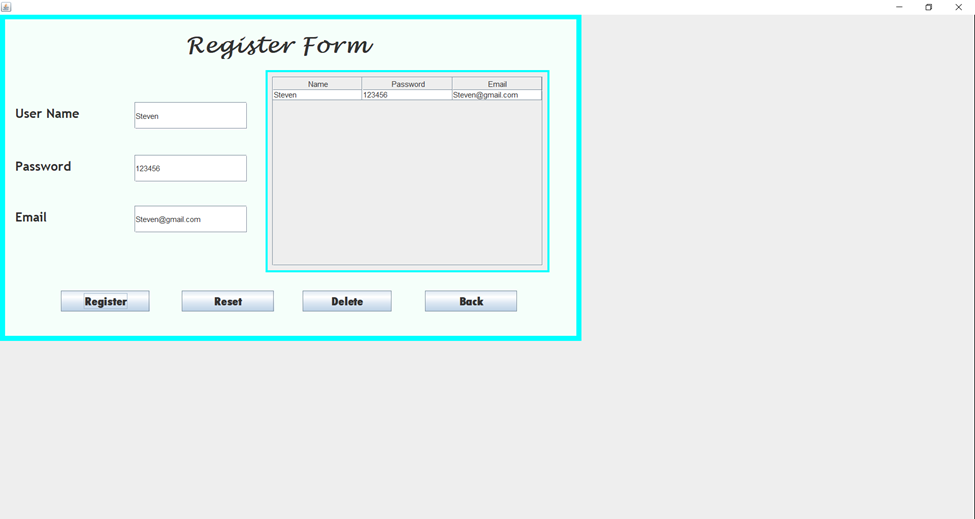 Register Form
Name Password Email
Steven 123456 Steven@gmail.com
User Name Steven
Password 123456
Email Steven@gmail.com
Register Reset Delete Back